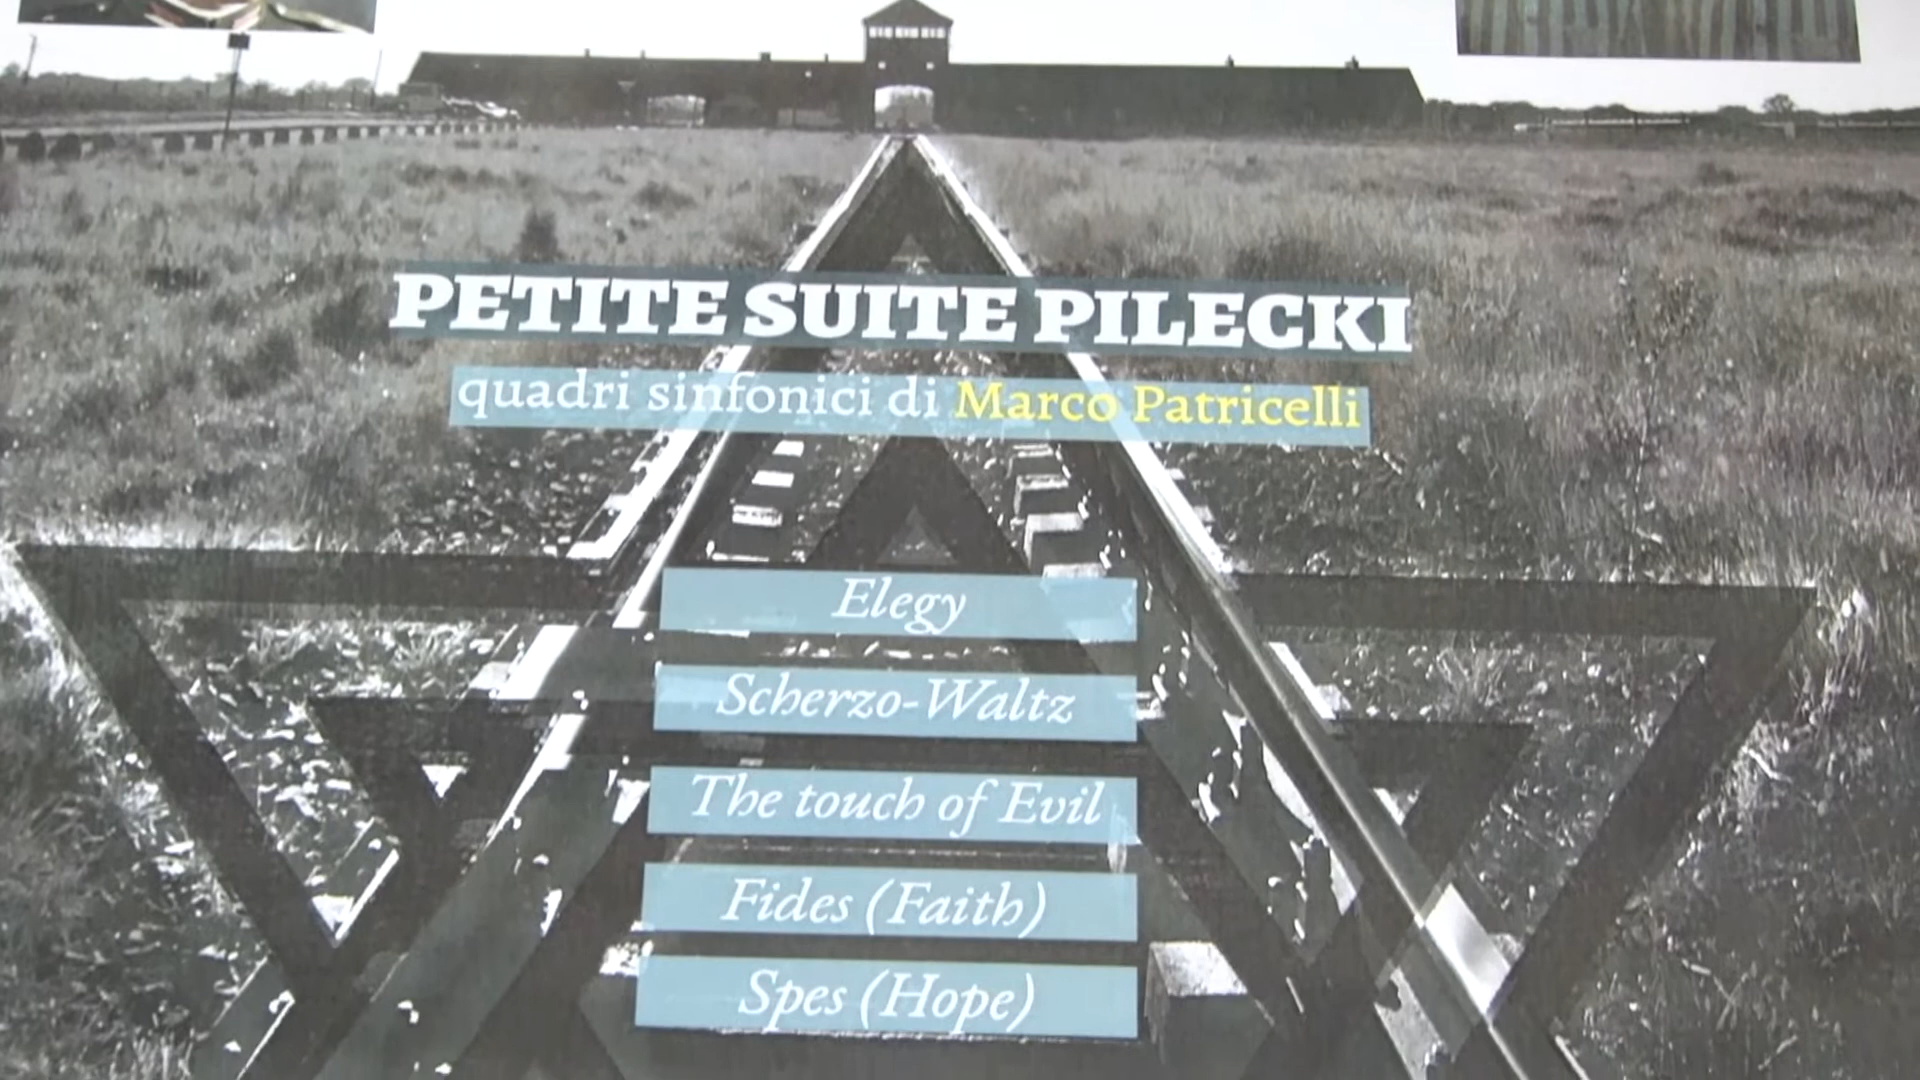 PETITE SUITE PILECKI
quadri sinfonici di Marco Patricelli
Elegy
Scherzo-Waltz
The touch of Evil
Fides (Faith)
Spes (Hope)